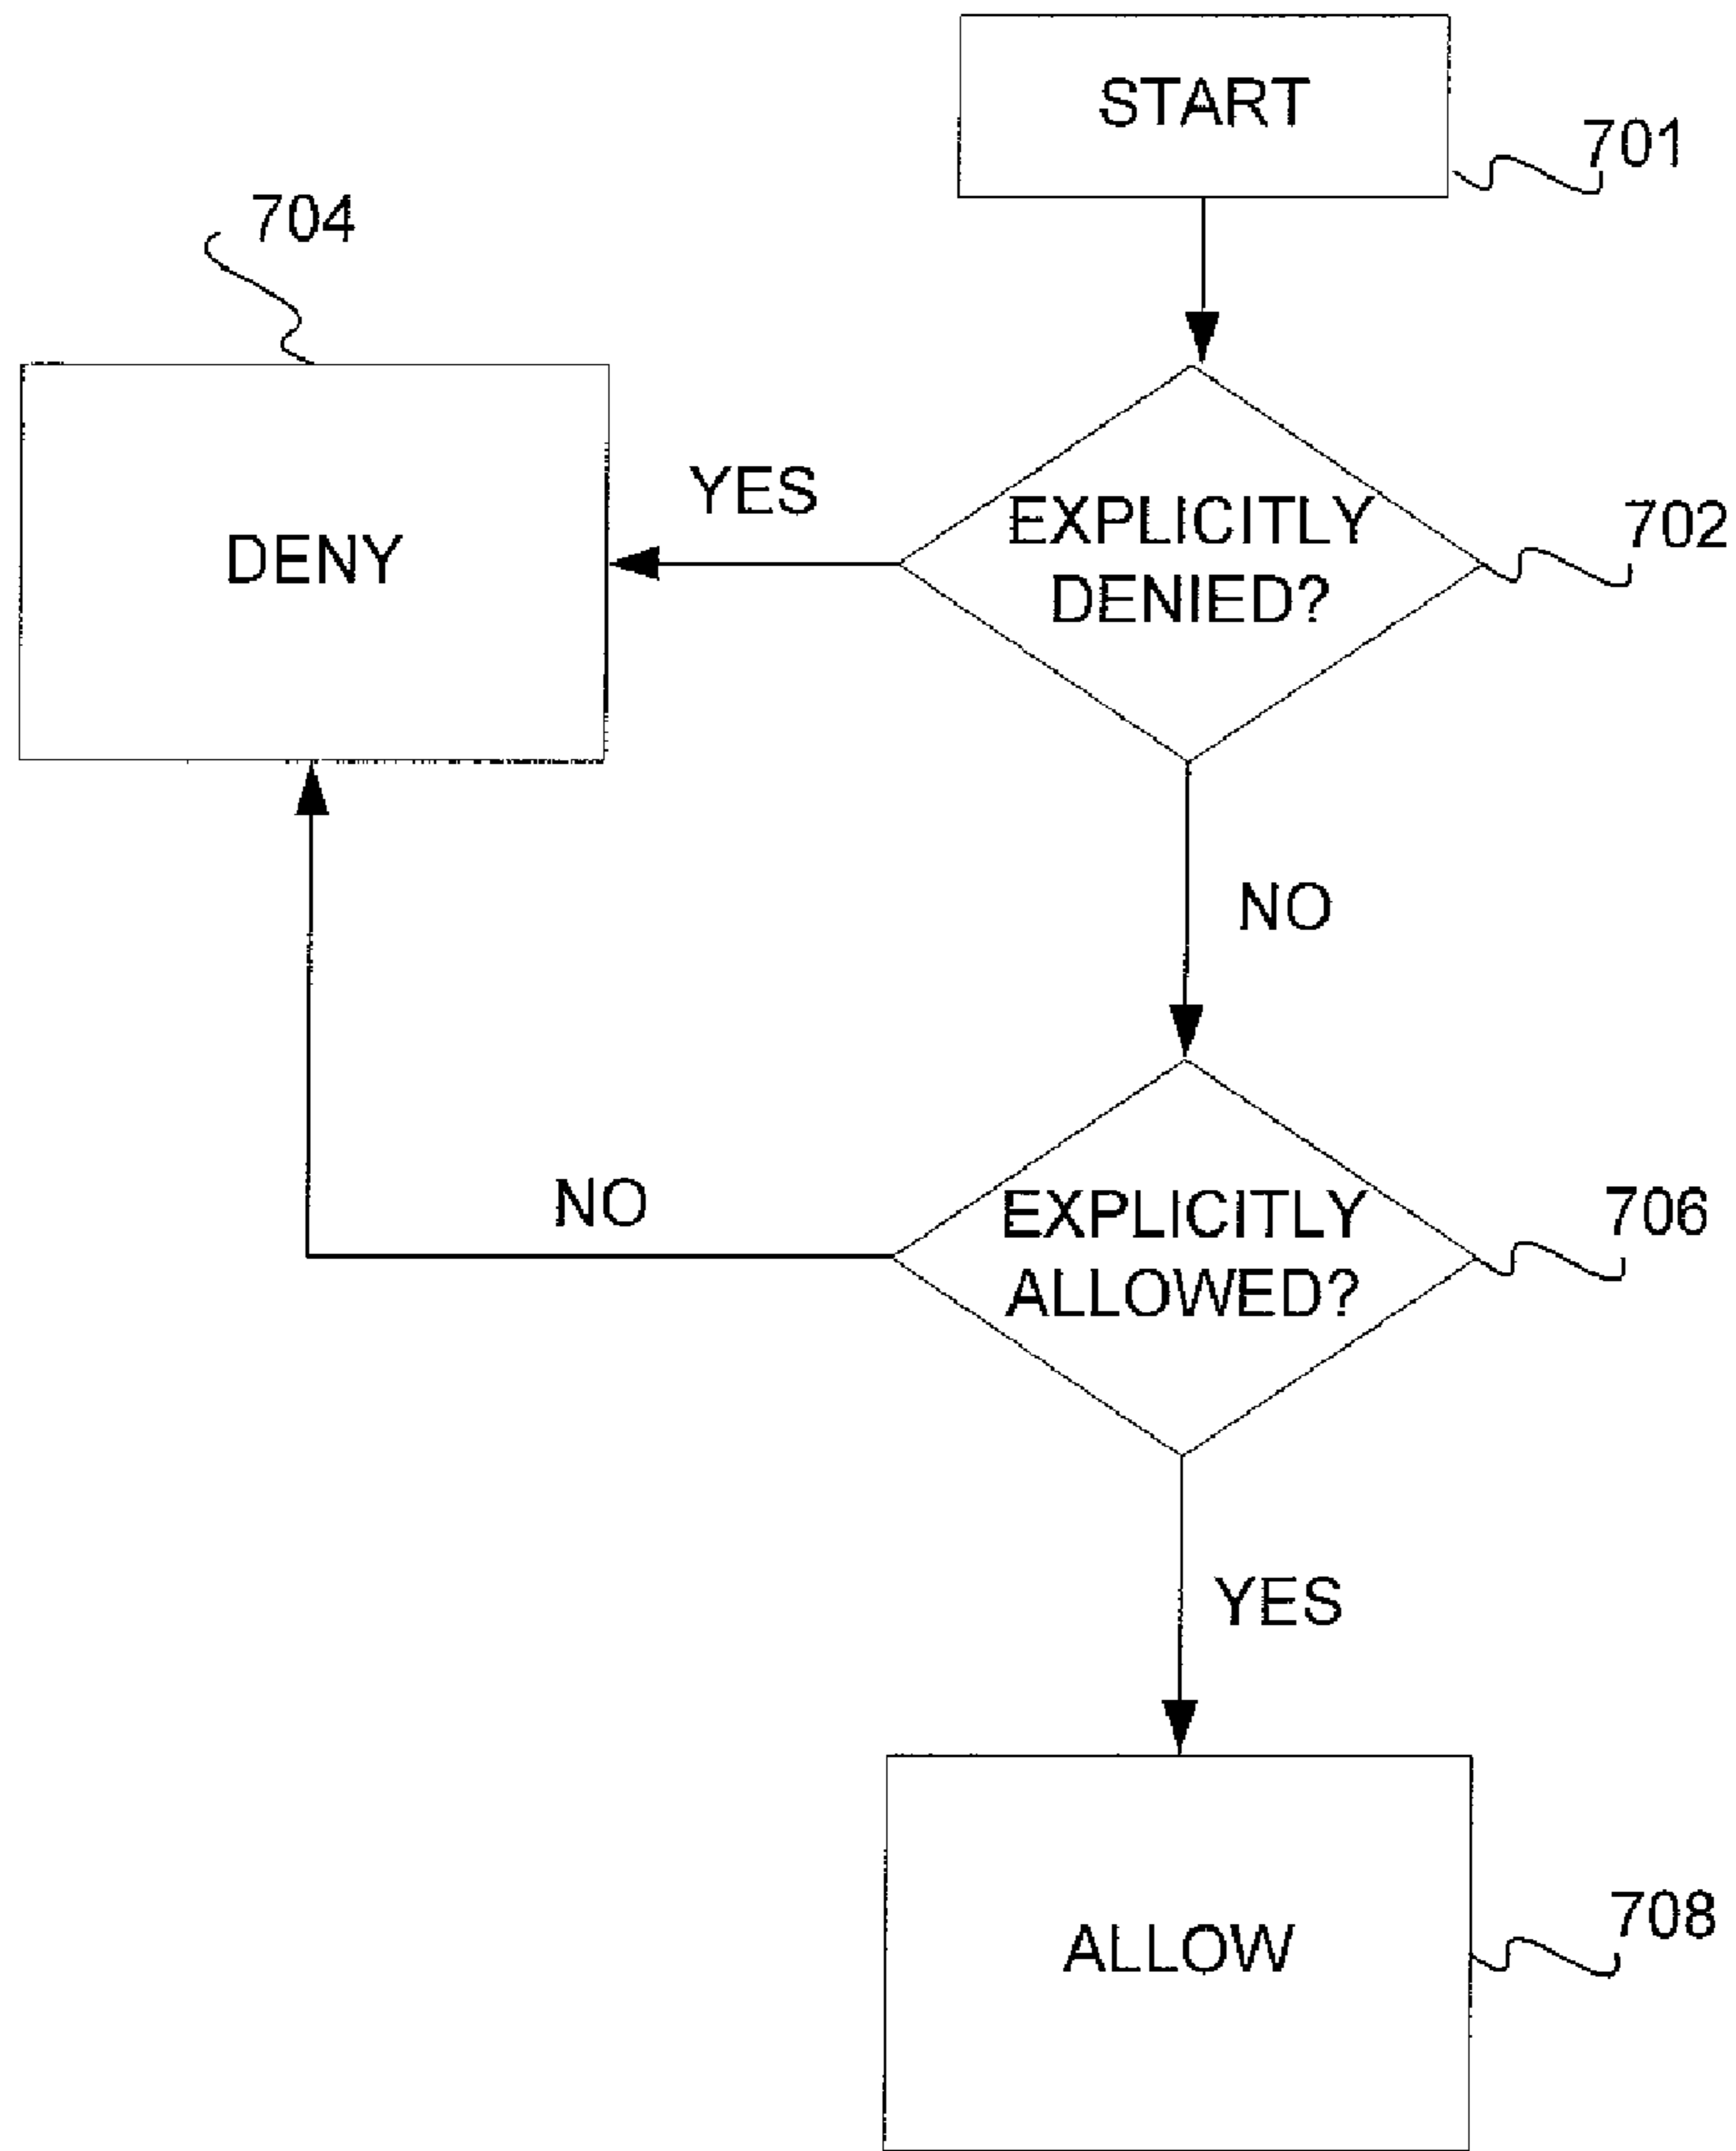 START
701
704
YES
EXPLICITLY
DENIED?
702
DENY
NO
NO
EXPLICITLY
ALLOWED?
706
YES
ALLOW
708